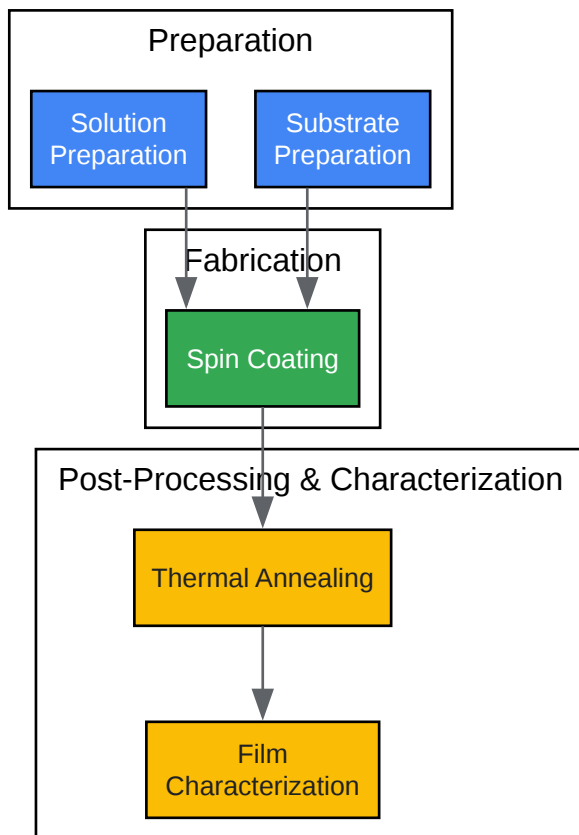 Preparation
Solution
Preparation
Substrate
Preparation
Fabrication
Spin Coating
Post-Processing & Characterization
Thermal Annealing
Film
Characterization